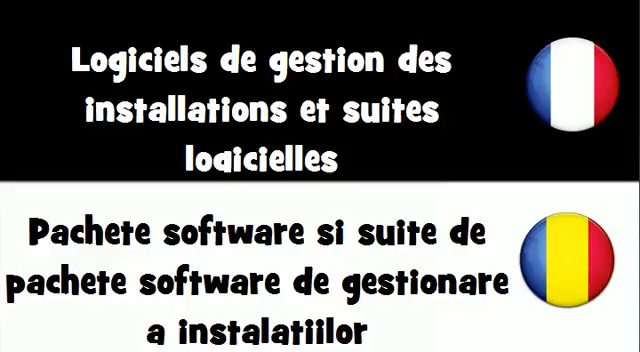 Logiciels de gestion des
installations et suites
logicielles
Pachete software si suite de
pachete software de gestionare
a instalatiilor